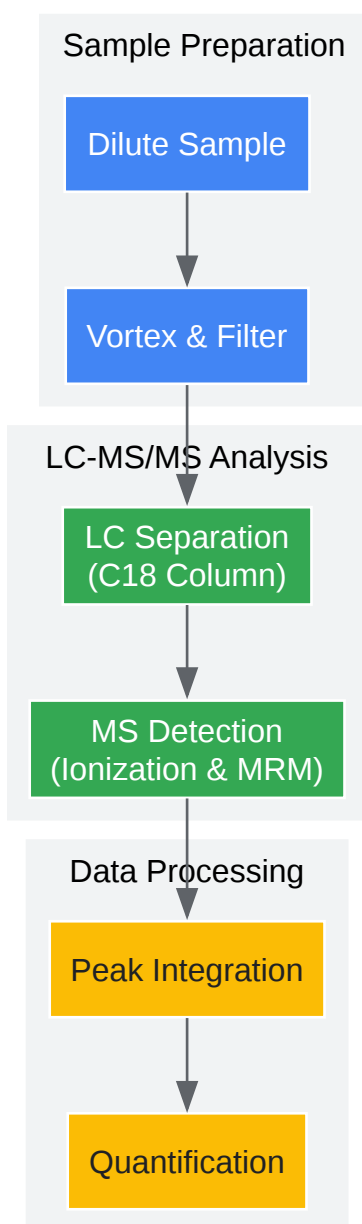 Sample Preparation
Dilute Sample
Vortex & Filter
LC-MS/MS Analysis
LC Separation
(C18 Column)
MS Detection
(Ionization & MRM)
Data Processing
Peak Integration
Quantification